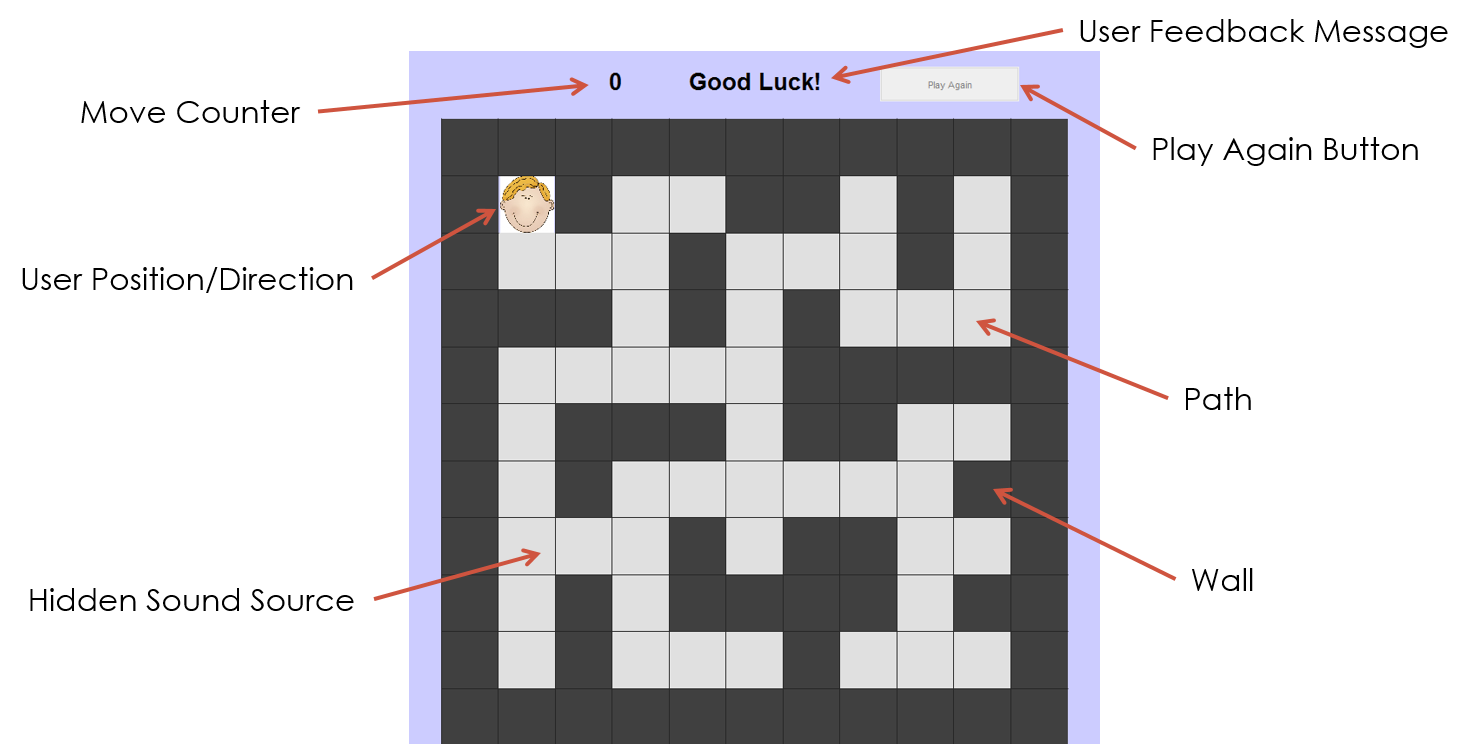 User Feedback Message
0 Good Luck! Play Again
Move Counter
Play Again Button
User Position/Direction
Path
Wall
Hidden Sound Source